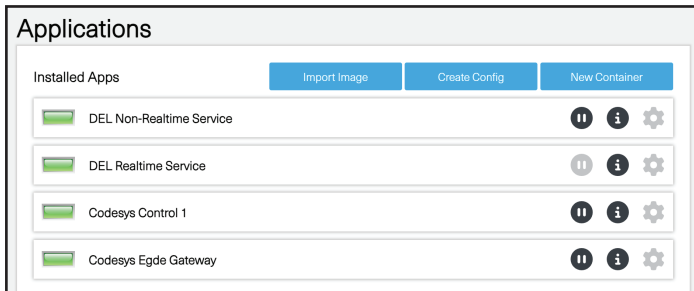 Applications
Installed Apps Import Image Create Config New Container
DEL Non-Realtime Service
DEL Realtime Service
Codesys Control 1
Codesys Egde Gateway